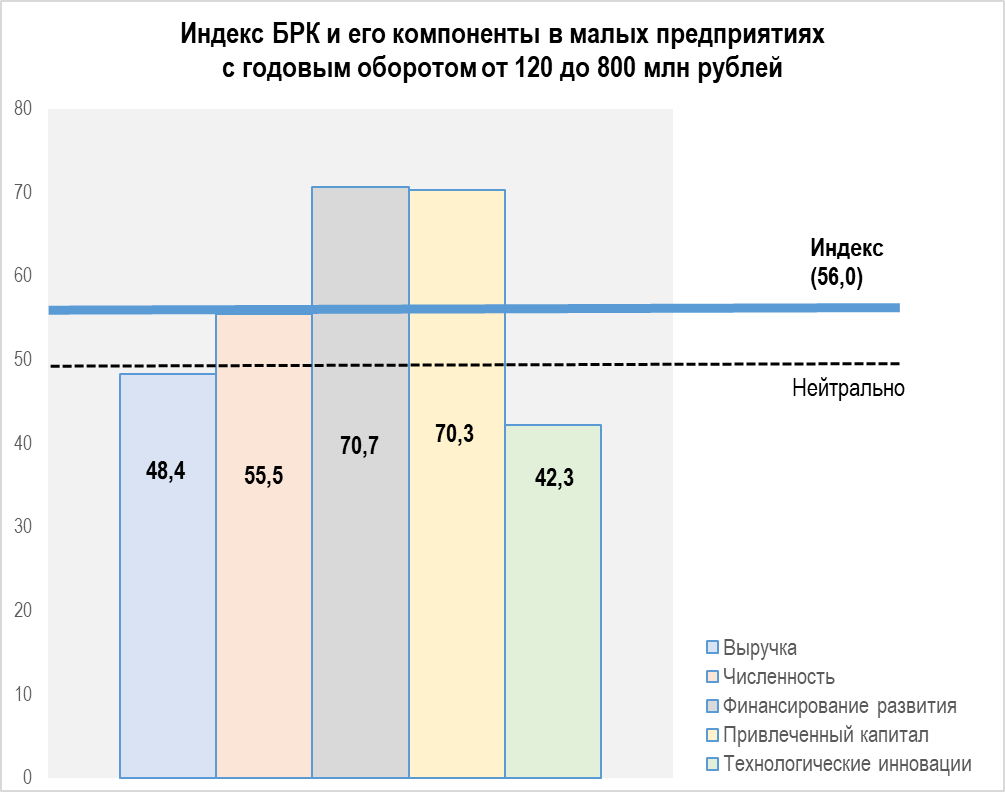 Индекс БРК и его компоненты в малых предприятиях
с годовым оборотом от 120 до 800 млн рублей
80
70
60
50
40
30
20
10
0
Индекс
(56,0)
Нейтрально
48,4
55,5
70,7
70,3
42,3
Выручка
Численность
Финансирование развития
Привлеченный капитал
Технологические инновации